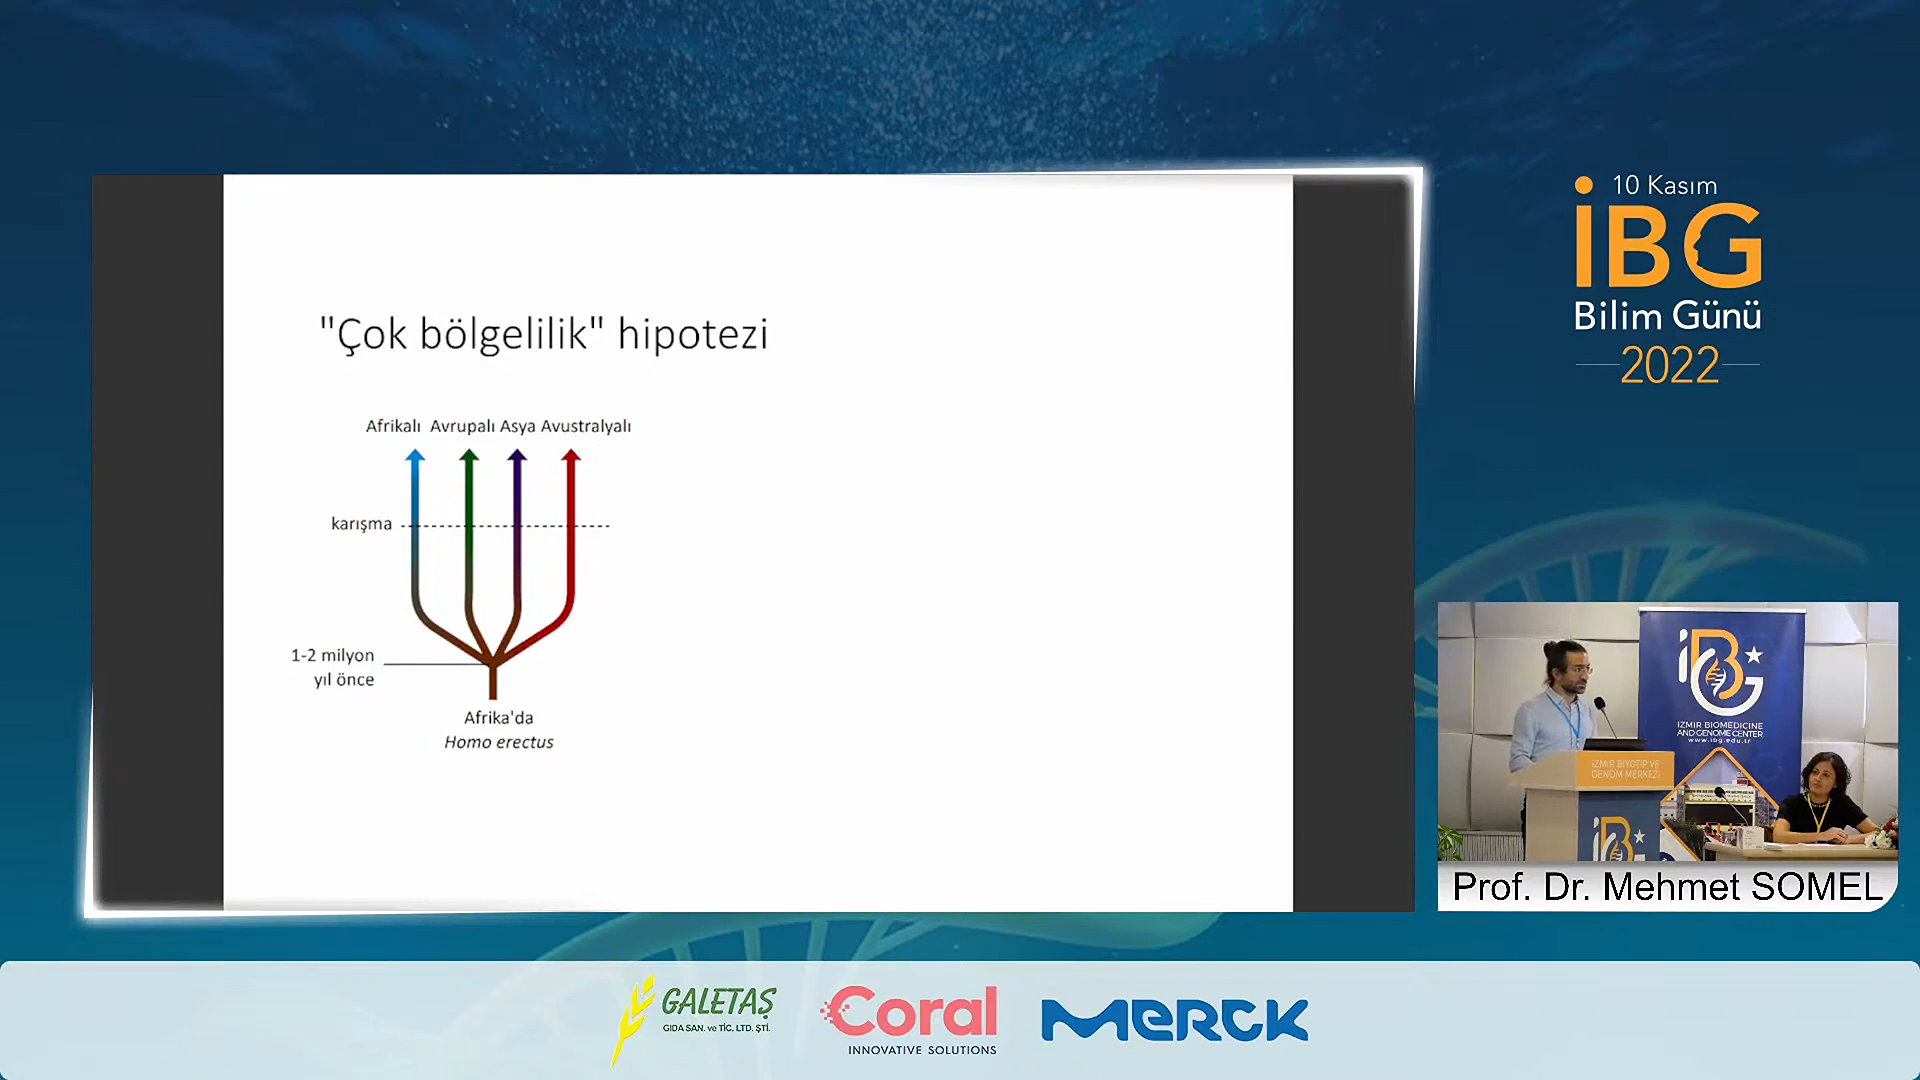 10 Kasım
İBG
Bilim Günü
2022
"Çok bölgelilik" hipotezi
Afrikalı Avrupalı Asya Avustralyalı
karışma
1-2 milyon
yıl önce
Afrika'da
Homo erectus
İBG
IZMIR BIOMEDICINE
AND GENOME CENTER
www.ibg.edu.tr
İZMİR BİYOTIP VE
GENOM MERKEZİ
Prof. Dr. Mehmet SOMEL
GALETAŞ
GIDA SAN. ve TİC. LTD. ŞTİ.
Coral
INNOVATIVE SOLUTIONS
MERCK